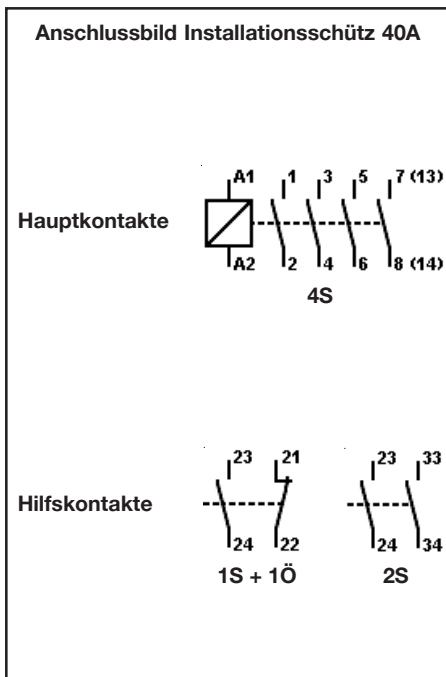 Anschlussbild Installationsschütz 40A
A1 1 3 5 7 (13)
Hauptkontakte
A2 2 4 6 8 (14)
4S
23 21 23 33
Hilfskontakte
24 22 24 34
1S + 1Ö 2S